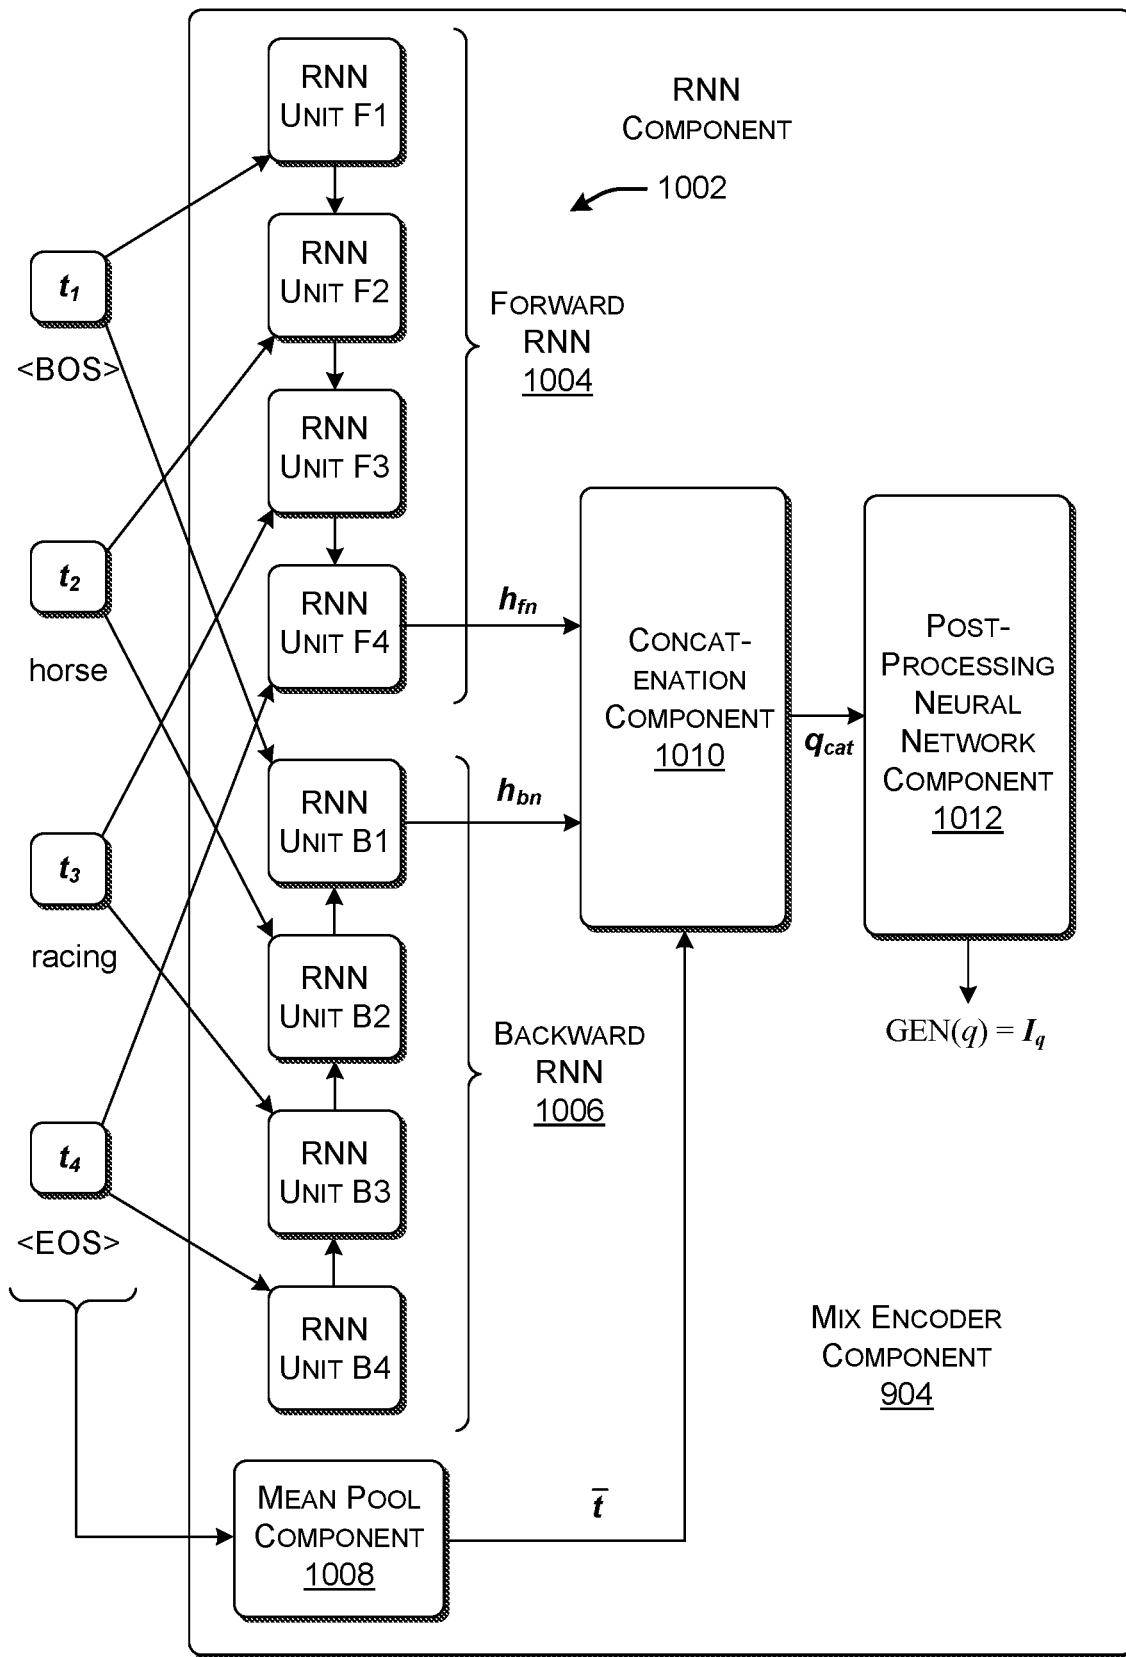 RNN
UNIT F1
RNN
COMPONENT
1002
RNN
UNIT F2
t1
<BOS>
FORWARD
RNN
1004
RNN
UNIT F3
t2
horse
RNN
UNIT F4
hfn
CONCAT-
ENATION
COMPONENT
1010
qcat
POST-
PROCESSING
NEURAL
NETWORK
COMPONENT
1012
RNN
UNIT B1
hbn
t3
racing
RNN
UNIT B2
GEN(q) = Iq
BACKWARD
RNN
1006
t4
<EOS>
RNN
UNIT B3
RNN
UNIT B4
MIX ENCODER
COMPONENT
904
MEAN POOL
COMPONENT
1008
t̅